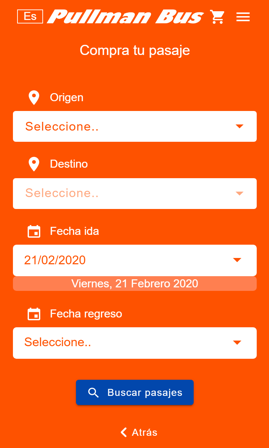 Es Pullman Bus
Compra tu pasaje
Origen
Seleccione..
Destino
Seleccione..
Fecha ida
21/02/2020
Viernes, 21 Febrero 2020
Fecha regreso
Seleccione..
Buscar pasajes
Atrás